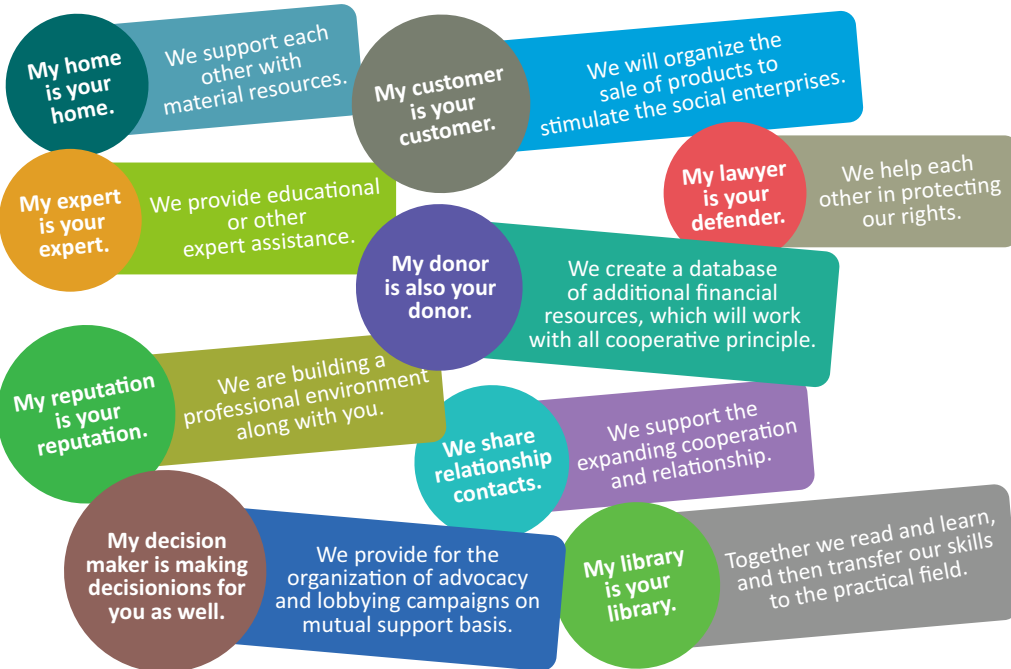 My home
is your
home.
We support each
other with
material resources.
My customer
is your
customer.
We will organize the
sale of products to
stimulate the social enterprises.
My expert
is your
expert.
We provide educational
or other
expert assistance.
My lawyer
is your
defender.
We help each
other in protecting
our rights.
My donor
is also your
donor.
We create a database
of additional financial
resources, which will work
with all cooperative principle.
My reputation
is your
reputation.
We are building a
professional environment
along with you.
We share
relationship
contacts.
We support the
expanding cooperation
and relationship.
My decision
maker is making
decisionions for
you as well.
We provide for the
organization of advocacy
and lobbying campaigns on
mutual support basis.
My library
is your
library.
Together we read and learn,
and then transfer our skills
to the practical field.